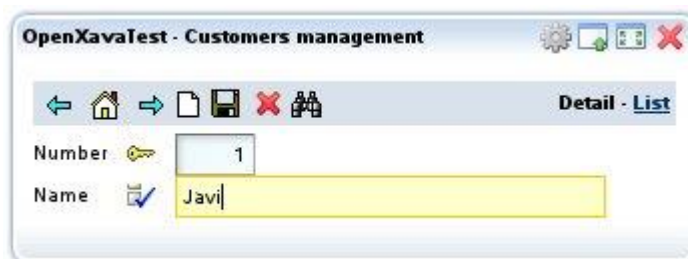 OpenXavaTest - Customers management
Detail - List
Number 1
Name Javi